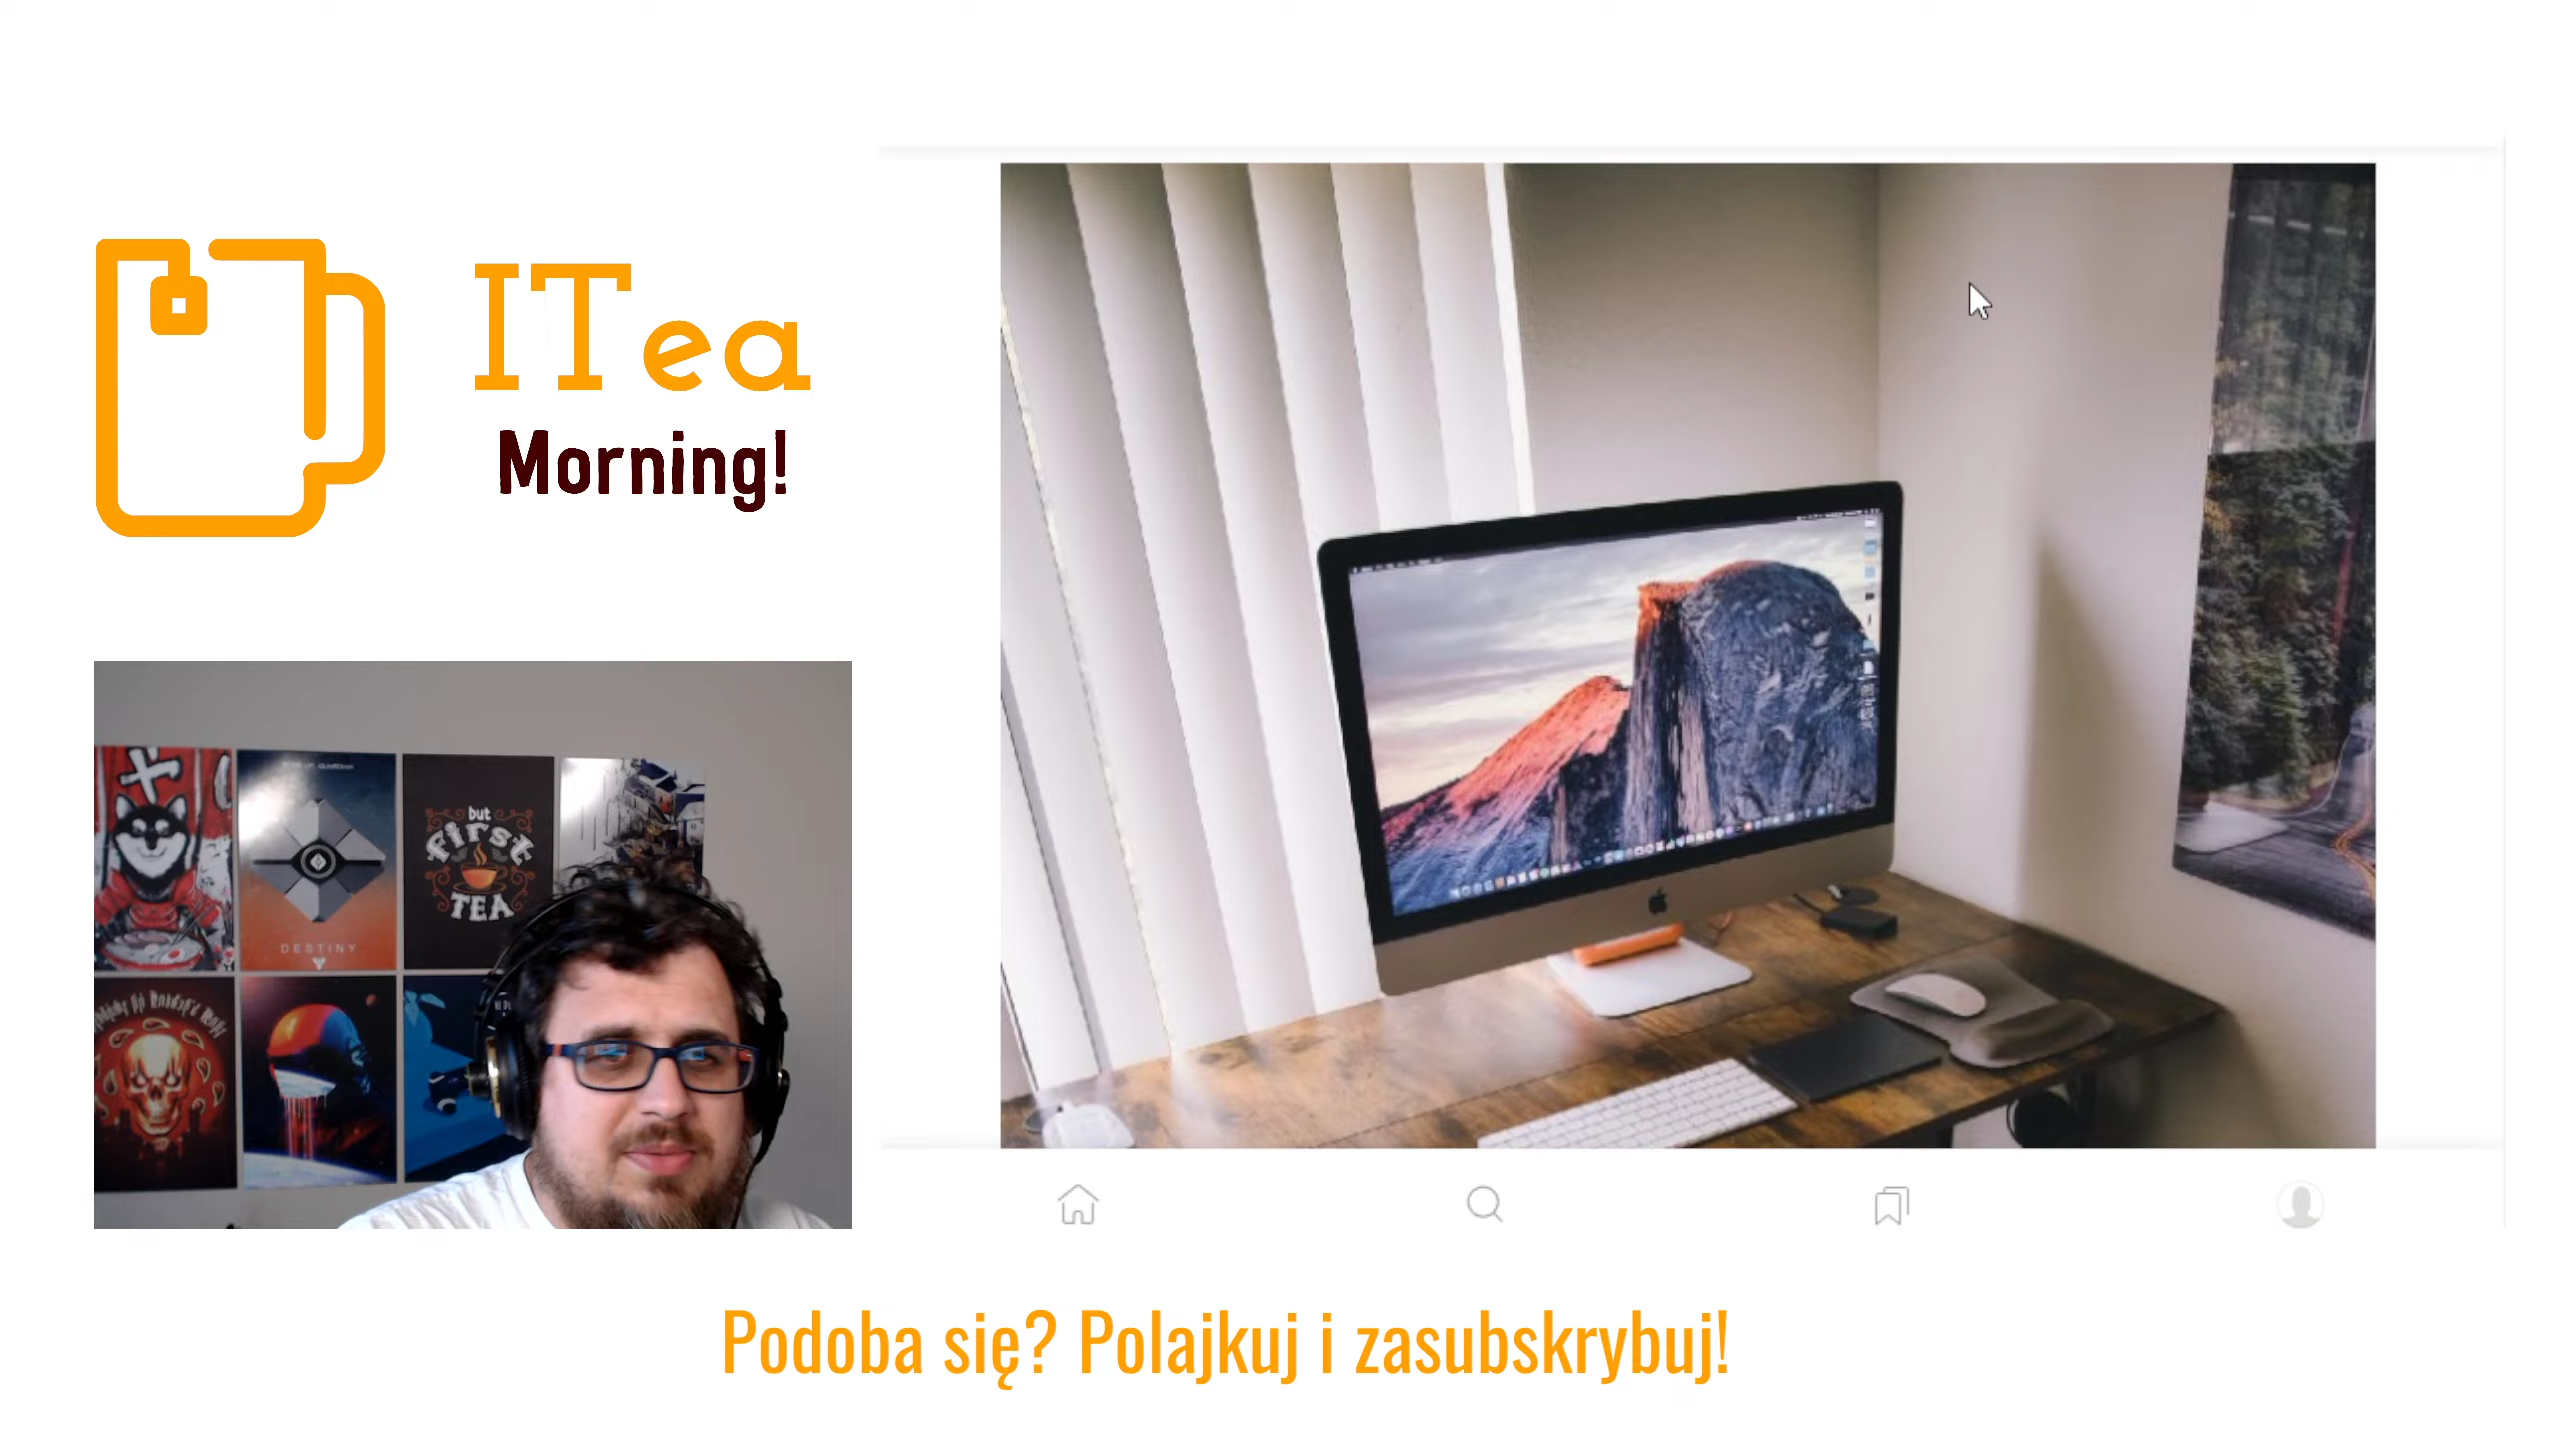 ITea
Morning!
DESTINY
but
First
TEA
Podoba się? Polajkuj i zasubskrybuj!